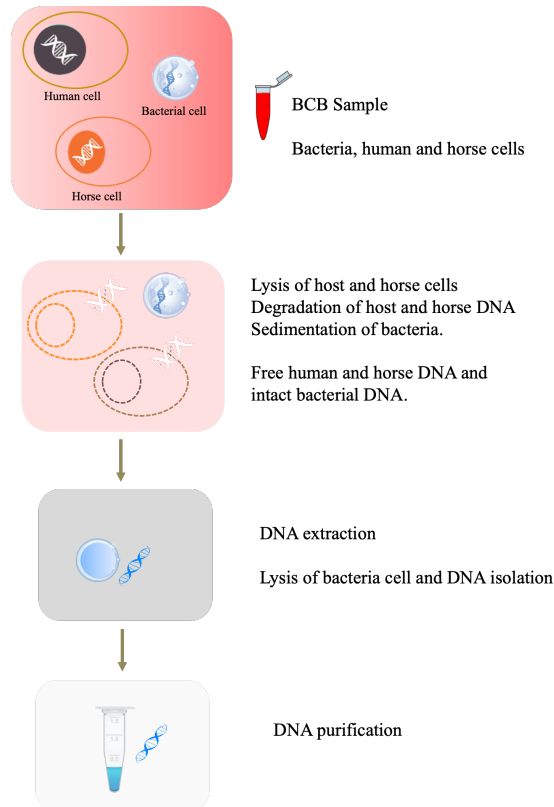 Human cell
Bacterial cell
Horse cell
BCB Sample
Bacteria, human and horse cells
Lysis of host and horse cells
Degradation of host and horse DNA
Sedimentation of bacteria.
Free human and horse DNA and
intact bacterial DNA.
DNA extraction
Lysis of bacteria cell and DNA isolation
DNA purification